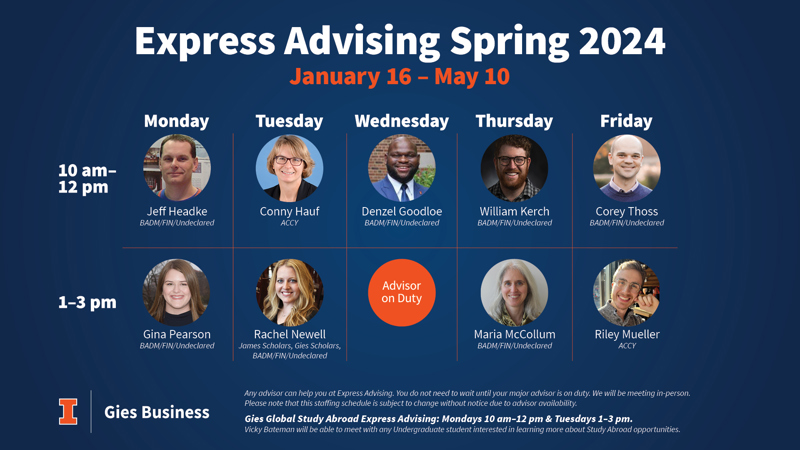 Express Advising Spring 2024
January 16 – May 10
Monday
Tuesday
Wednesday
Thursday
Friday
10 am–
12 pm
Jeff Headke
BADM/FIN/Undeclared
Conny Hauf
ACCY
Denzel Goodloe
BADM/FIN/Undeclared
William Kerch
BADM/FIN/Undeclared
Corey Thoss
BADM/FIN/Undeclared
1–3 pm
Gina Pearson
BADM/FIN/Undeclared
Rachel Newell
James Scholars, Gies Scholars,
BADM/FIN/Undeclared
Advisor
on Duty
Maria McCollum
BADM/FIN/Undeclared
Riley Mueller
ACCY
I
Gies Business
Any advisor can help you at Express Advising. You do not need to wait until your major advisor is on duty. We will be meeting in-person.
Please note that this staffing schedule is subject to change without notice due to advisor availability.
Gies Global Study Abroad Express Advising: Mondays 10 am–12 pm & Tuesdays 1–3 pm.
Vicky Bateman will be able to meet with any Undergraduate student interested in learning more about Study Abroad opportunities.